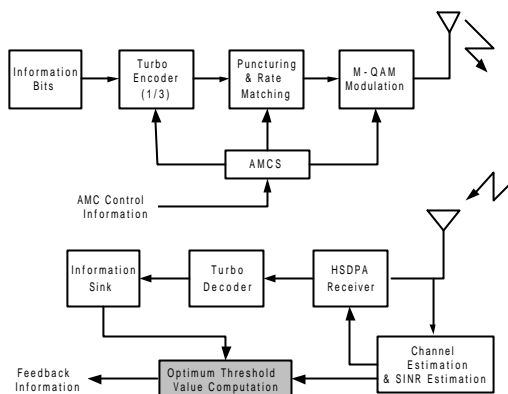 Information
Bits
Turbo
Encoder
(1/3)
Puncturing
& Rate
Matching
M-QAM
Modulation
AMCS
AMC Control
Information
Information
Sink
Turbo
Decoder
HSDPA
Receiver
Channel
Estimation
& SINR Estimation
Feedback
Information
Optimum Threshold
Value Computation